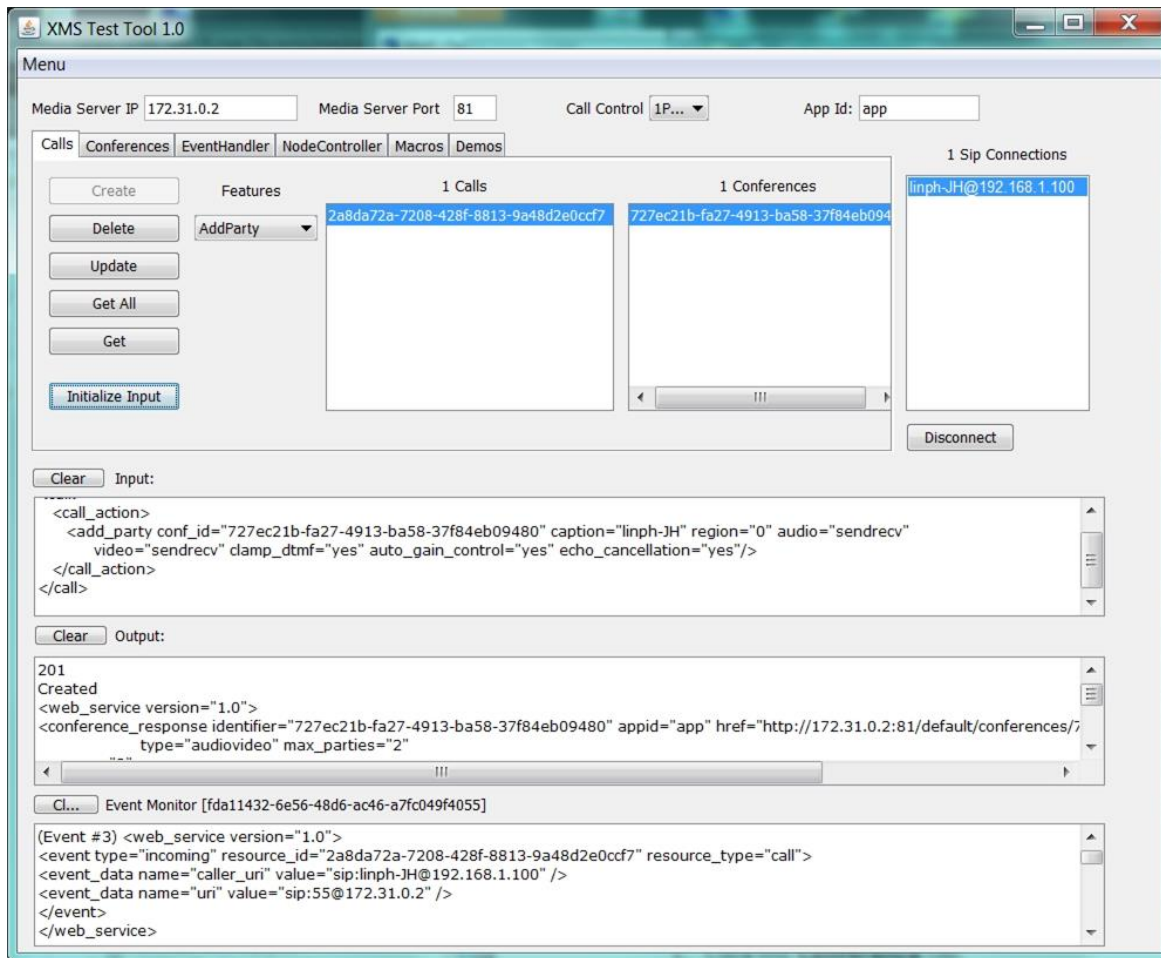 XMS Test Tool 1.0
Menu
Media Server IP 172.31.0.2 Media Server Port 81 Call Control 1P... App Id: app
Calls Conferences EventHandler NodeController Macros Demos
1 Sip Connections
Create Features 1 Calls 1 Conferences
linph-JH@192.168.1.100
2a8da72a-7208-428f-8813-9a48d2e0ccf7 727ec21b-fa27-4913-ba58-37f84eb094
Delete AddParty
Update
Get All
Get
Initialize Input
Disconnect
Clear Input:
<call_action>
<add_party conf_id="727ec21b-fa27-4913-ba58-37f84eb09480" caption="linph-JH" region="0" audio="sendrecv"
video="sendrecv" clamp_dtmf="yes" auto_gain_control="yes" echo_cancellation="yes"/>
</call_action>
</call>
Clear Output:
201
Created
<web_service version="1.0">
<conference_response identifier="727ec21b-fa27-4913-ba58-37f84eb09480" appid="app" href="http://172.31.0.2:81/default/conferences/7
type="audiovideo" max_parties="2"
Cl... Event Monitor [fda11432-6e56-48d6-ac46-a7fc049f4055]
(Event #3) <web_service version="1.0">
<event type="incoming" resource_id="2a8da72a-7208-428f-8813-9a48d2e0ccf7" resource_type="call">
<event_data name="caller_uri" value="sip:linph-JH@192.168.1.100" />
<event_data name="uri" value="sip:55@172.31.0.2" />
</event>
</web_service>